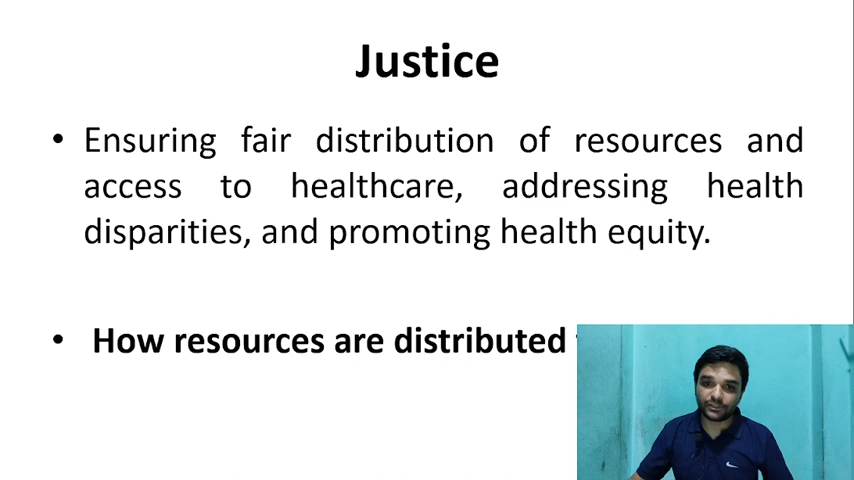 Justice
• Ensuring fair distribution of resources and
access to healthcare, addressing health
disparities, and promoting health equity.
• How resources are distributed